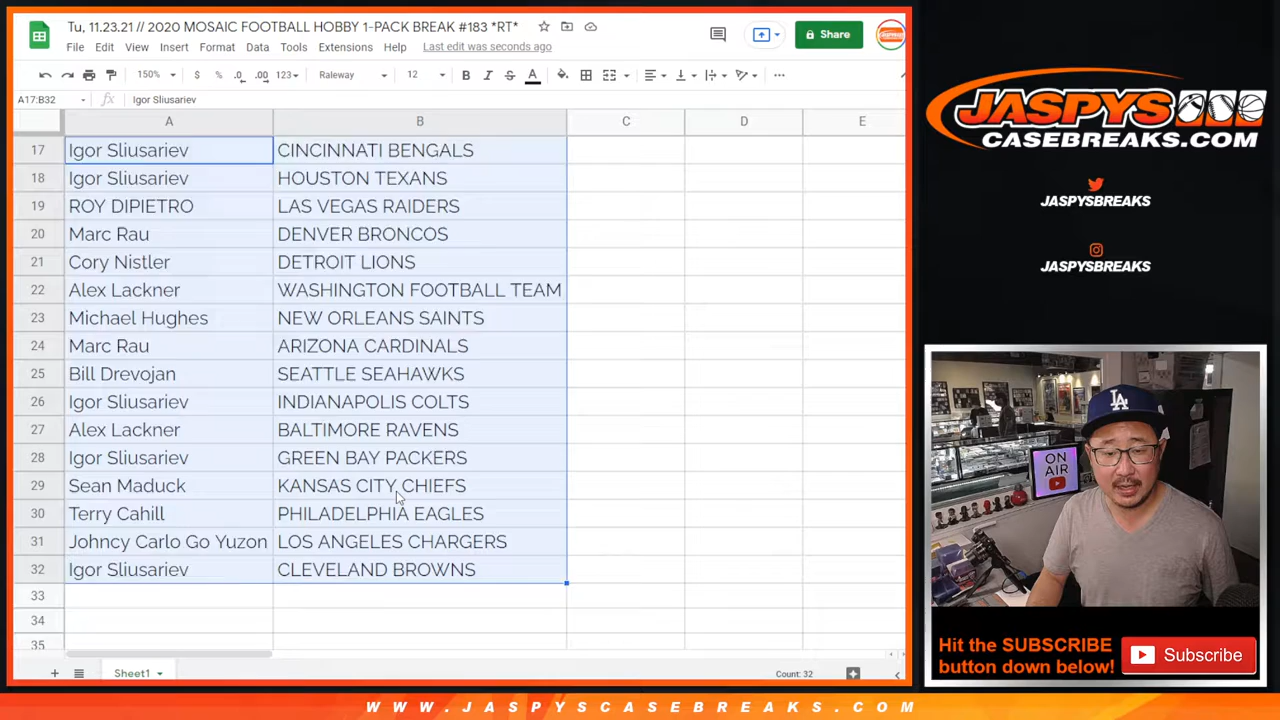 Tu, 11.23.21 // 2020 MOSAIC FOOTBALL HOBBY 1-PACK BREAK #183 *RT*
File Edit View Insert Format Data Tools Extensions Help Last edit was seconds ago
Share
150% $ % .0 .00 123 Raleway 12 B I S A
A17:B32 fx Igor Sliusariev
A B C D E
17 Igor Sliusariev CINCINNATI BENGALS
18 Igor Sliusariev HOUSTON TEXANS
19 ROY DIPIETRO LAS VEGAS RAIDERS
20 Marc Rau DENVER BRONCOS
21 Cory Nistler DETROIT LIONS
22 Alex Lackner WASHINGTON FOOTBALL TEAM
23 Michael Hughes NEW ORLEANS SAINTS
24 Marc Rau ARIZONA CARDINALS
25 Bill Drevojan SEATTLE SEAHAWKS
26 Igor Sliusariev INDIANAPOLIS COLTS
27 Alex Lackner BALTIMORE RAVENS
28 Igor Sliusariev GREEN BAY PACKERS
29 Sean Maduck KANSAS CITY CHIEFS
30 Terry Cahill PHILADELPHIA EAGLES
31 Johncy Carlo Go Yuzon LOS ANGELES CHARGERS
32 Igor Sliusariev CLEVELAND BROWNS
33
34
35
Sheet1
Count: 32
JASPYS
CASEBREAKS.COM
JASPYSBREAKS
JASPYSBREAKS
LA
ON AIR
Hit the SUBSCRIBE
button down below!
Subscribe
WWW.JASPYSCASEBREAKS.COM